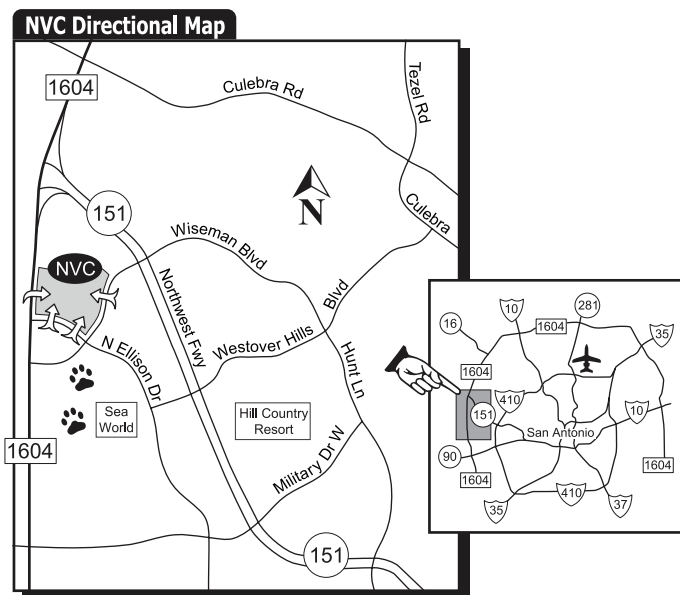 NVC Directional Map
1604
Culebra Rd
Tezel Rd
151
N
Culebra
Wiseman Blvd
NVC
Northwest Fwy
Westover Hills Blvd
N Ellison Dr
Hunt Ln
Sea
World
Hill Country
Resort
1604
Military Dr W
151
16
10
281
1604
35
1604
410
151
10
San Antonio
90
1604
1604
35
410
37